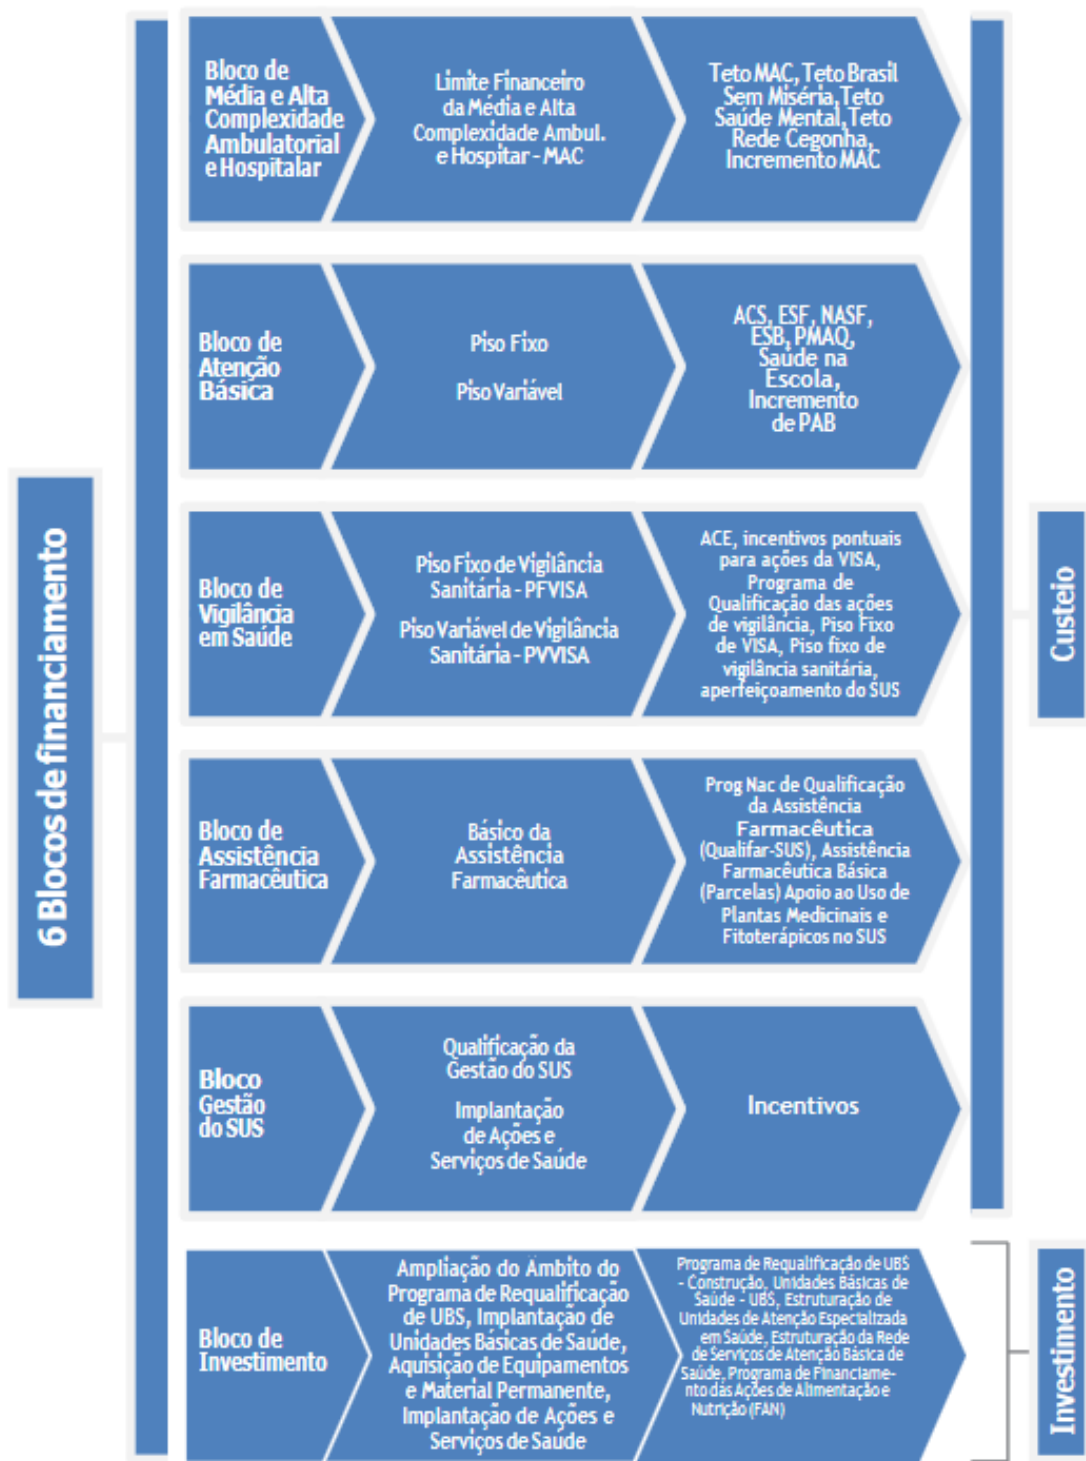 6 Blocos de financiamento
Bloco de
Média e Alta
Complexidade
Ambulatorial
e Hospitalar
Limite Financeiro
da Média e Alta
Complexidade Ambul.
e Hospitar - MAC
Teto MAC, Teto Brasil
Sem Miséria, Teto
Saúde Mental, Teto
Rede Cegonha,
Incremento MAC
Bloco de
Atenção
Básica
Piso Fixo
Piso Variável
ACS, ESF, NASF,
ESB, PMAQ,
Saúde na
Escola,
Incremento
de PAB
Bloco de
Vigilância
em Saúde
Piso Fixo de Vigilância
Sanitária - PFVISA
Piso Variável de Vigilância
Sanitária - PVVISA
ACE, incentivos pontuais
para ações da VISA,
Programa de
Qualificação das ações
de vigilância, Piso Fixo
de VISA, Piso fixo de
vigilância sanitária,
aperfeiçoamento do SUS
Bloco de
Assistência
Farmacêutica
Básico da
Assistência
Farmacêutica
Prog Nac de Qualificação
da Assistência
Farmacêutica
(Qualifar-SUS), Assistência
Farmacêutica Básica
(Parcelas) Apoio ao Uso de
Plantas Medicinais e
Fitoterápicos no SUS
Bloco
Gestão
do SUS
Qualificação da
Gestão do SUS
Implantação
de Ações e
Serviços de Saúde
Incentivos
Custeio
Bloco de
Investimento
Ampliação do Âmbito do
Programa de Requalificação
de UBS, Implantação de
Unidades Básicas de Saúde,
Aquisição de Equipamentos
e Material Permanente,
Implantação de Ações e
Serviços de Saúde
Programa de Requalificação de UBS
- Construção, Unidades Básicas de
Saúde - UBS, Estruturação de
Unidades de Atenção Especializada
em Saúde, Estruturação da Rede
de Serviços de Atenção Básica de
Saúde, Programa de Financiame-
nto das Ações de Alimentação e
Nutrição (FAN)
Investimento